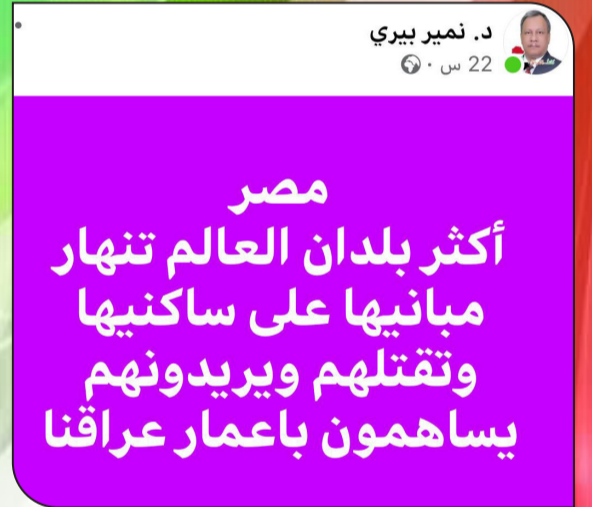 د. نمير بيري
22 س ·
مصر
أكثر بلدان العالم تنهار
مبانيها على ساكنيها
وتقتلهم ويريدونهم
يساهمون باعمار عراقنا